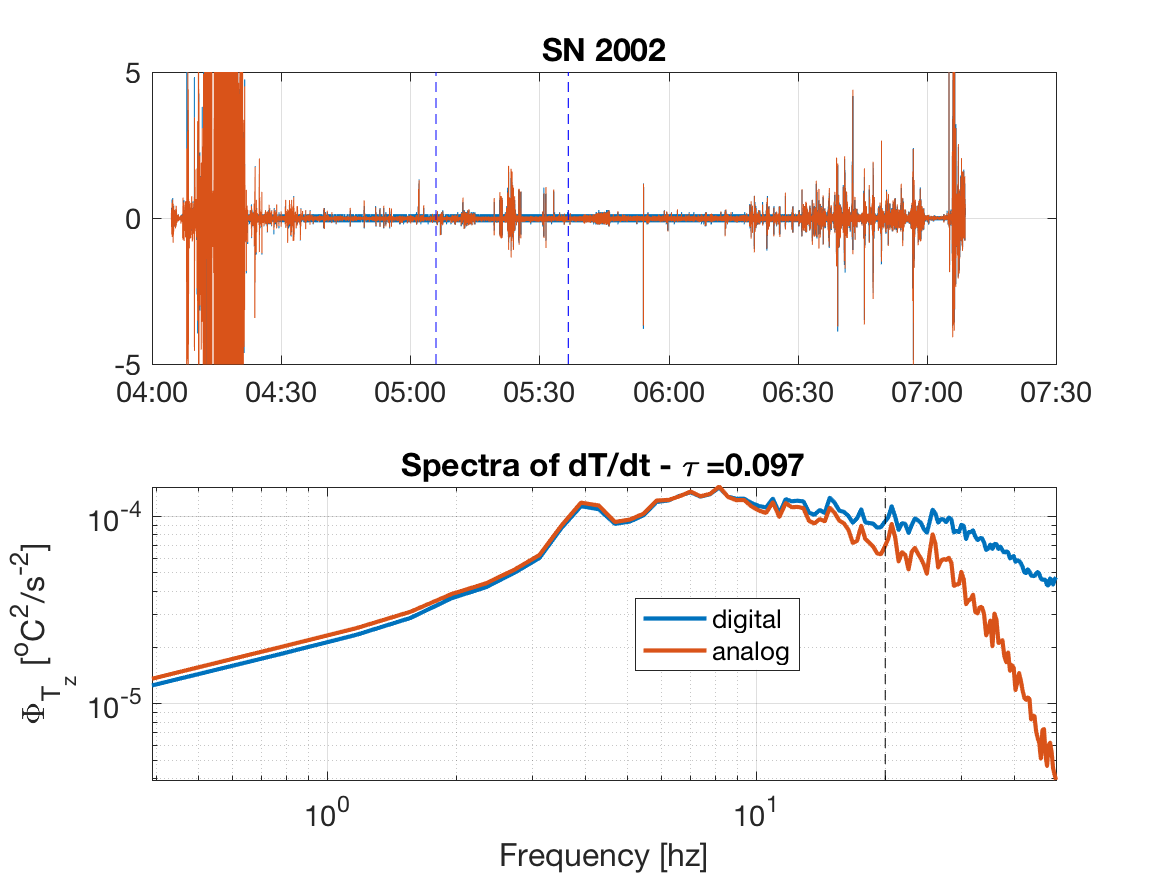 SN 2002
5
0
-5
04:00 04:30 05:00 05:30 06:00 06:30 07:00 07:30
Spectra of dT/dt - τ =0.097
10^-4
10^-5
Φ_T_z [°C^2/s^-2]
digital
analog
10^0 10^1
Frequency [hz]